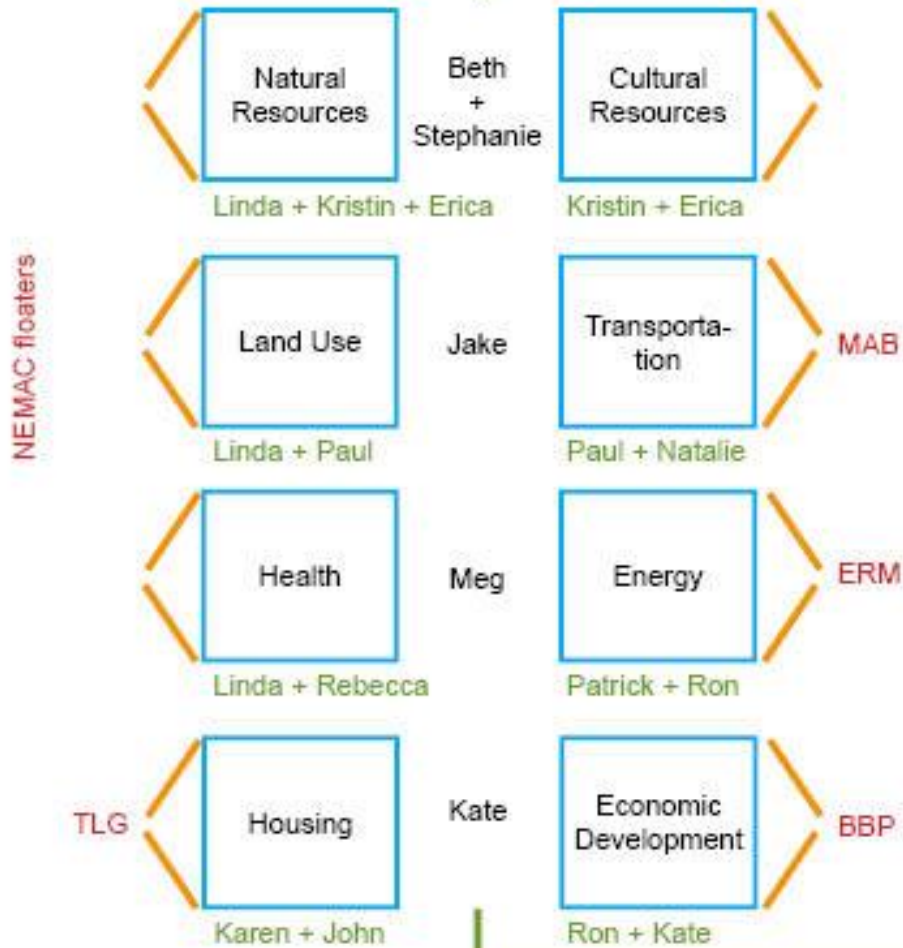 Natural
Resources
Beth
+
Stephanie
Cultural
Resources
Linda + Kristin + Erica
Kristin + Erica
NEMAC floaters
Land Use
Jake
Transporta-
tion
MAB
Linda + Paul
Paul + Natalie
Health
Meg
Energy
ERM
Linda + Rebecca
Patrick + Ron
TLG
Housing
Kate
Economic
Development
BBP
Karen + John
Ron + Kate